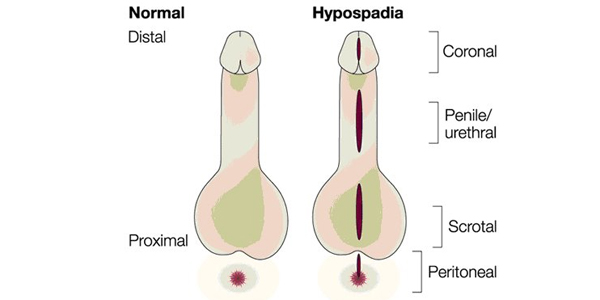 Normal
Hypospadia
Distal
Coronal
Penile/
urethral
Scrotal
Proximal
Peritoneal